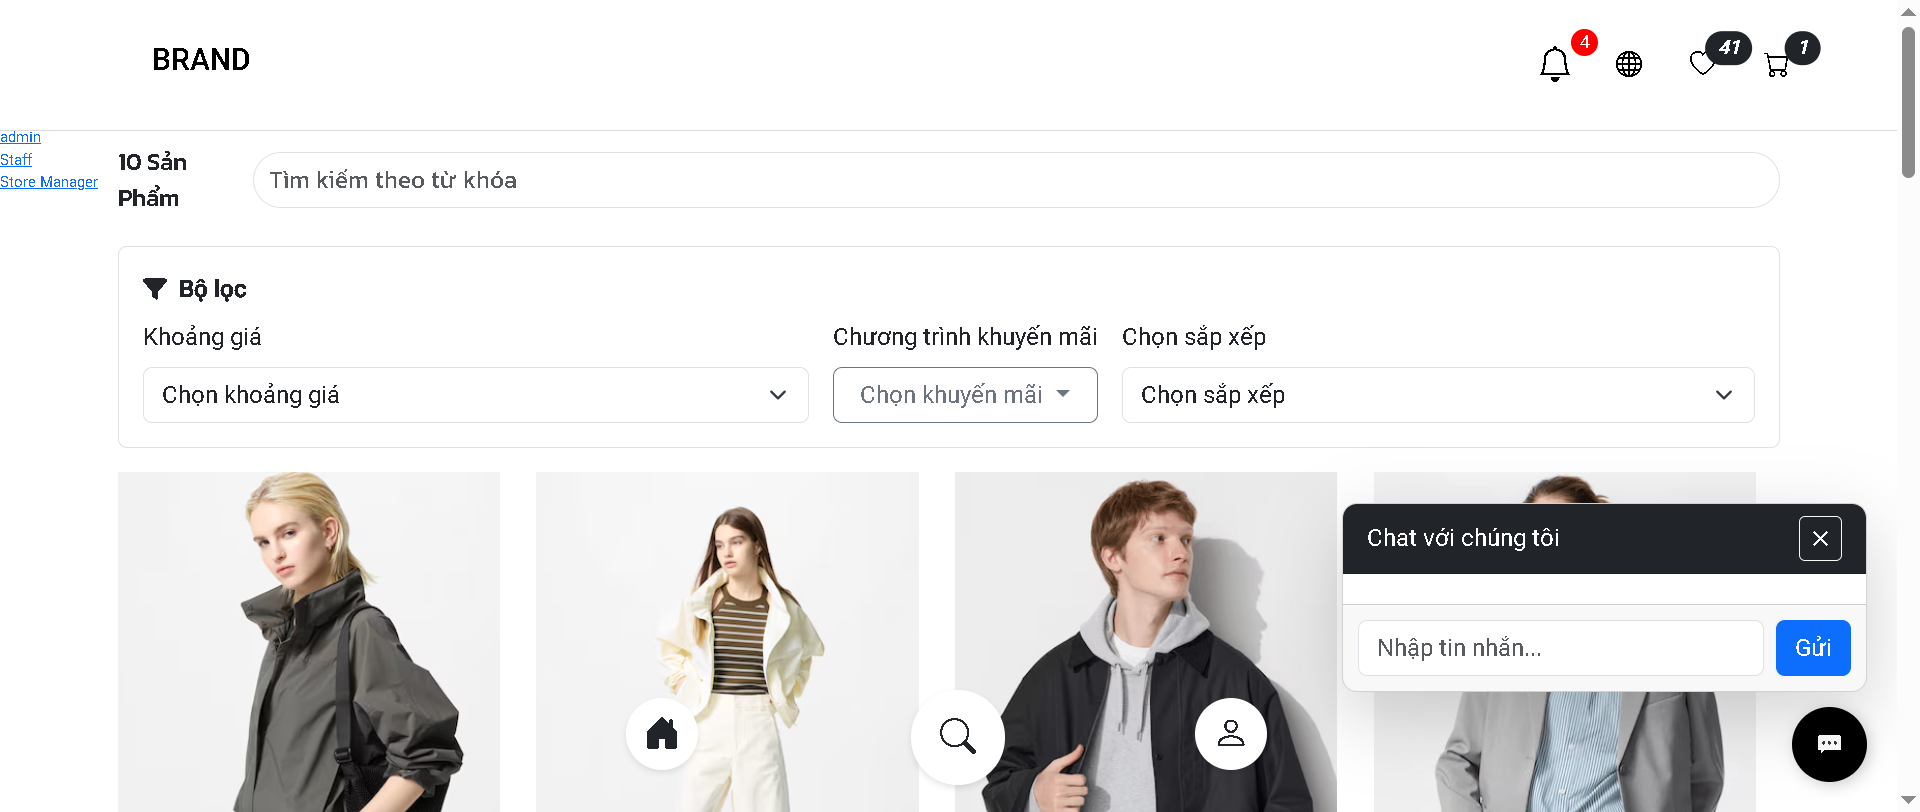 BRAND
4
41
1
admin
Staff
Store Manager
10 Sản
Phẩm
Tìm kiếm theo từ khóa
Bộ lọc
Khoảng giá
Chương trình khuyến mãi
Chọn sắp xếp
Chọn khoảng giá
Chọn khuyến mãi
Chọn sắp xếp
Chat với chúng tôi
Nhập tin nhắn...
Gửi